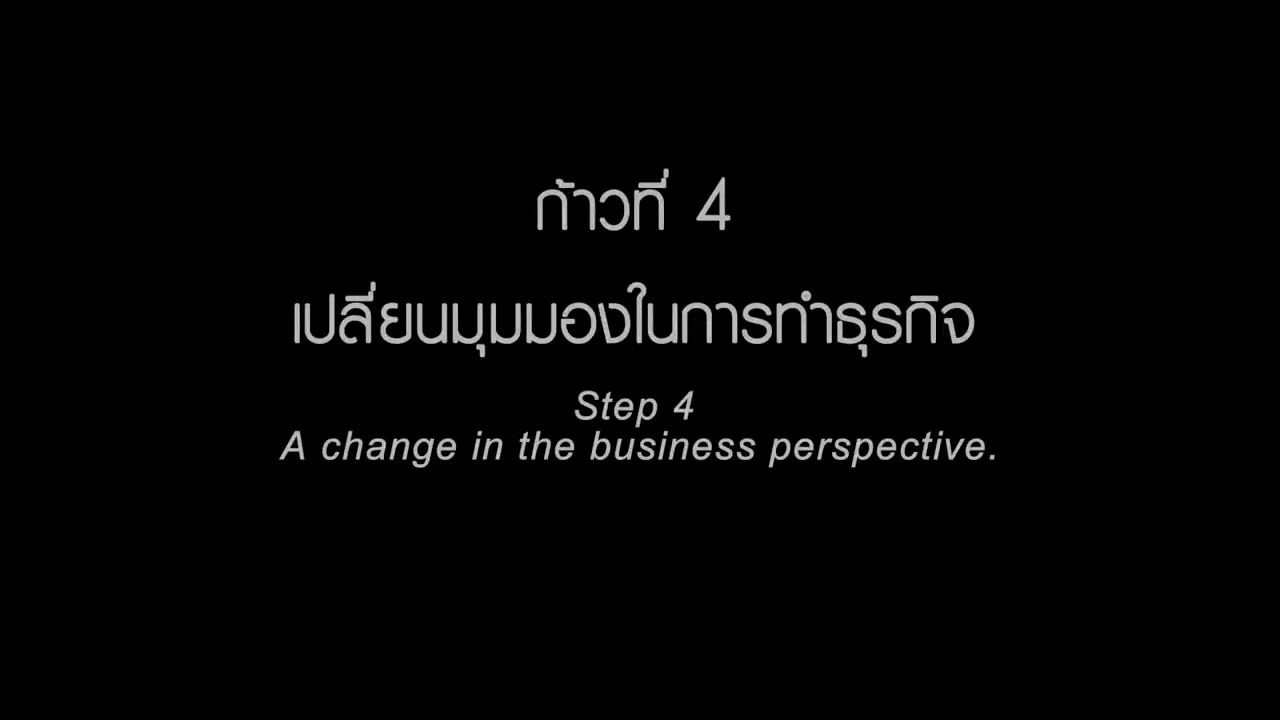 ก้าวที่ 4
เปลี่ยนมุมมองในการทำธุรกิจ
Step 4
A change in the business perspective.